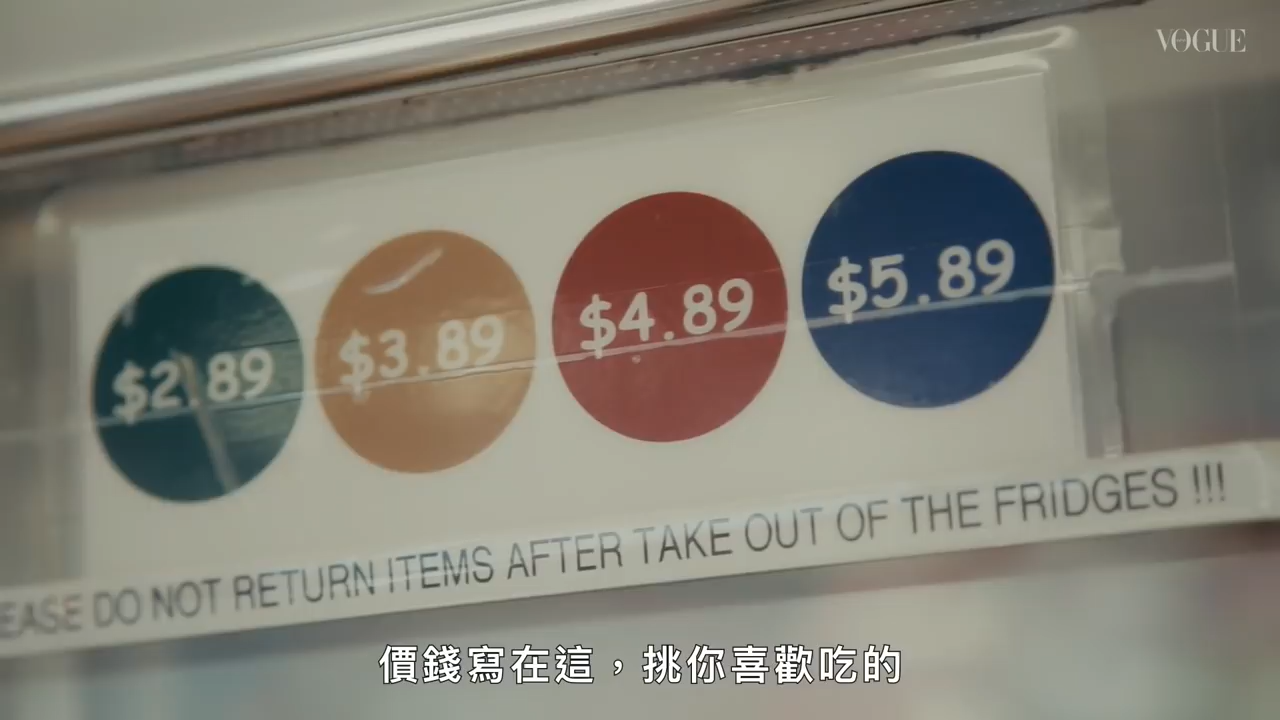 VOGUE
$2.89
$3.89
$4.89
$5.89
EASE DO NOT RETURN ITEMS AFTER TAKE OUT OF THE FRIDGES !!!
價錢寫在這，挑你喜歡吃的